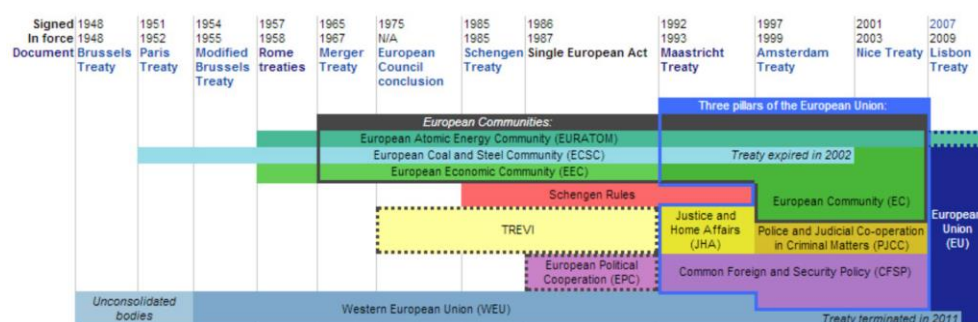 Signed 1948 1951 1954 1957 1965 1975 1985 1986 1992 1997 2001 2007
In force 1948 1952 1955 1958 1967 N/A 1985 1987 1993 1999 2003 2009
Document Brussels Paris Modified Rome Merger European Schengen Single European Act Maastricht Amsterdam Nice Treaty Lisbon
Treaty Treaty Brussels treaties Treaty Council Treaty Treaty Treaty Treaty
Treaty conclusion
Three pillars of the European Union:
European Communities:
European Atomic Energy Community (EURATOM)
European Coal and Steel Community (ECSC) Treaty expired in 2002
European Economic Community (EEC)
Schengen Rules
European Community (EC)
TREVI
Justice and
Home Affairs
(JHA)
Police and Judicial Co-operation
in Criminal Matters (PJCC)
European
Union
(EU)
European Political
Cooperation (EPC)
Common Foreign and Security Policy (CFSP)
Unconsolidated
bodies
Western European Union (WEU)
Treaty terminated in 2011